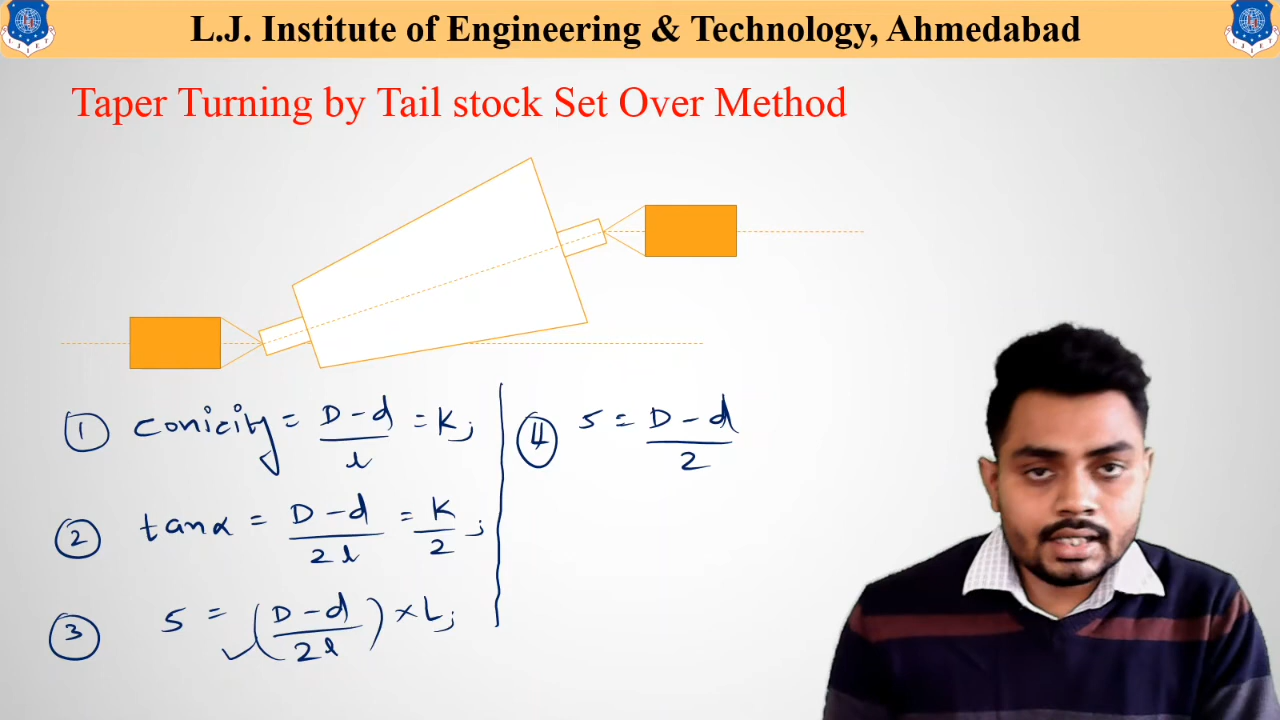 L.J. Institute of Engineering & Technology, Ahmedabad
Taper Turning by Tail stock Set Over Method
① conicity = D-d/l = K;
② tanα = D-d/2l = K/2;
③ S = (D-d/2l) × L;
④ S = D-d/2